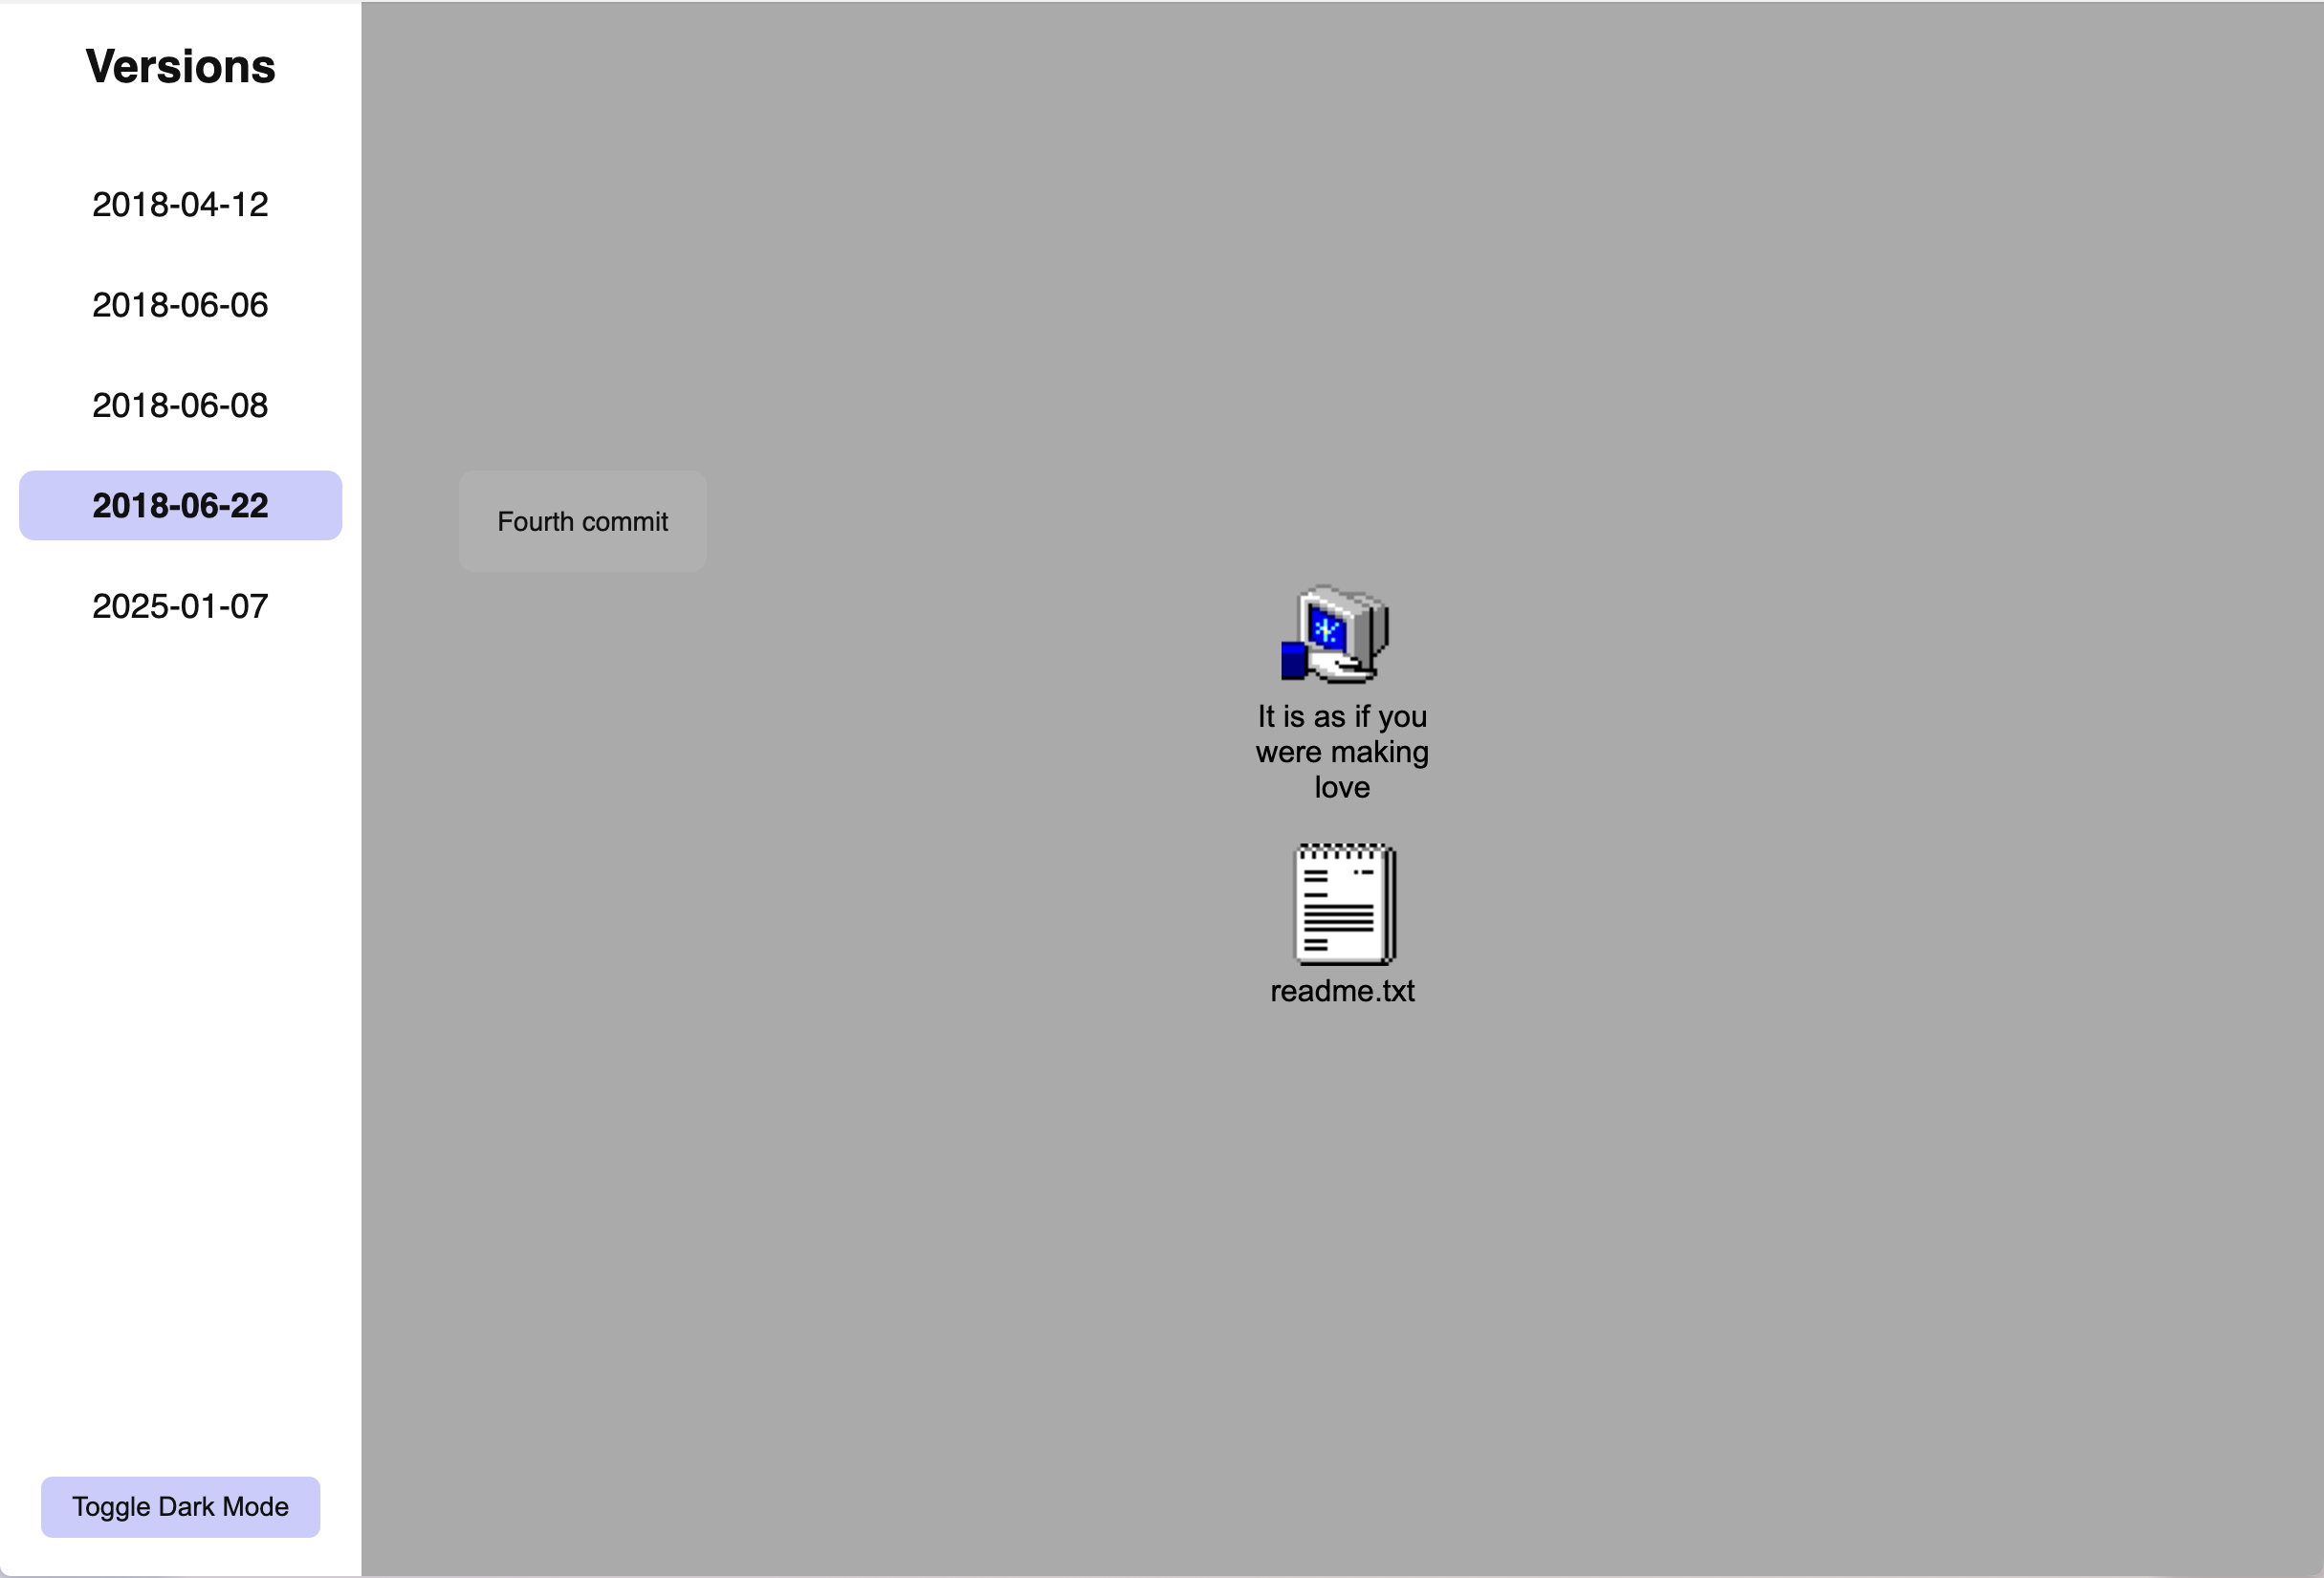 Versions
2018-04-12
2018-06-06
2018-06-08
2018-06-22
2025-01-07
Toggle Dark Mode
Fourth commit
It is as if you
were making
love
readme.txt